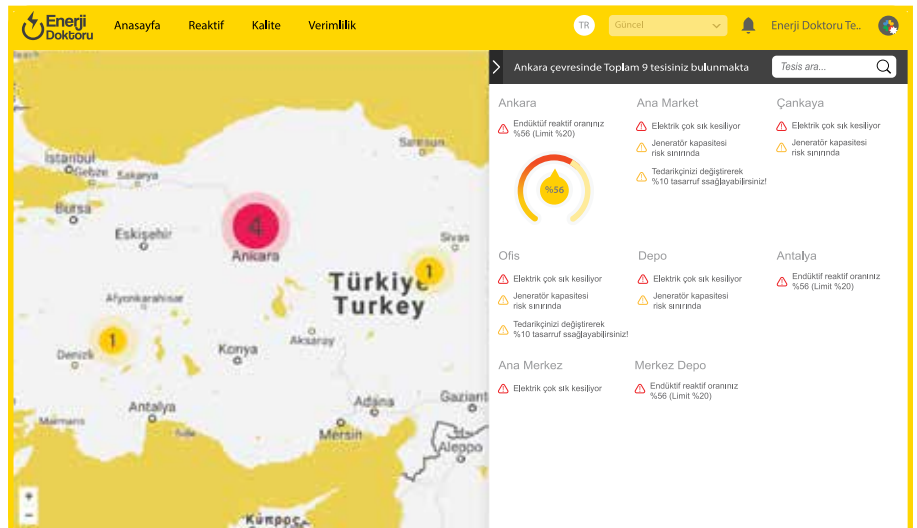 Enerji Doktoru
Anasayfa Reaktif Kalite Verimlilik
TR Güncel Enerji Doktoru Te..
Ankara çevresinde Toplam 9 tesisiniz bulunmakta
Tesis ara...
Ankara
Endüktüf reaktif oranınız
%56 (Limit %20)
%56
Ana Market
Elektrik çok sık kesiliyor
Jeneratör kapasitesi
risk sınırında
Tedarikçinizi değiştirerek
%10 tasarruf ssağlayabilirsiniz!
Çankaya
Elektrik çok sık kesiliyor
Jeneratör kapasitesi
risk sınırında
Ofis
Elektrik çok sık kesiliyor
Jeneratör kapasitesi
risk sınırında
Tedarikçinizi değiştirerek
%10 tasarruf ssağlayabilirsiniz!
Depo
Elektrik çok sık kesiliyor
Jeneratör kapasitesi
risk sınırında
Antalya
Endüktif reaktif oranınız
%56 (Limit %20)
Ana Merkez
Elektrik çok sık kesiliyor
Merkez Depo
Endüktif reaktif oranınız
%56 (Limit %20)
Samsun
İstanbul
Gebze Sakarya
Bursa
Eskişehir
4
Ankara
Sivas
1
Türkiye
Turkey
Afyonkarahisar
1
Denizli
Konya
Aksaray
Antalya
Adana
Gaziant
Marmaris
Side
Mersin
Aleppo
+
-
Κύπρος